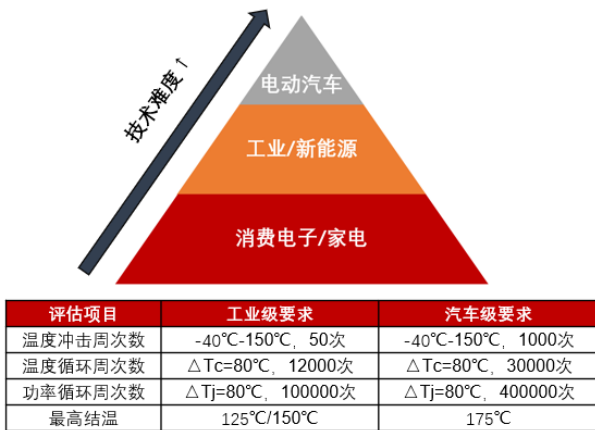 技术难度↑
电动汽车
工业/新能源
消费电子/家电
评估项目 工业级要求 汽车级要求
温度冲击周次数 -40℃-150℃，50次 -40℃-150℃，1000次
温度循环周次数 △Tc=80℃，12000次 △Tc=80℃，30000次
功率循环周次数 △Tj=80℃，100000次 △Tj=80℃，400000次
最高结温 125℃/150℃ 175℃